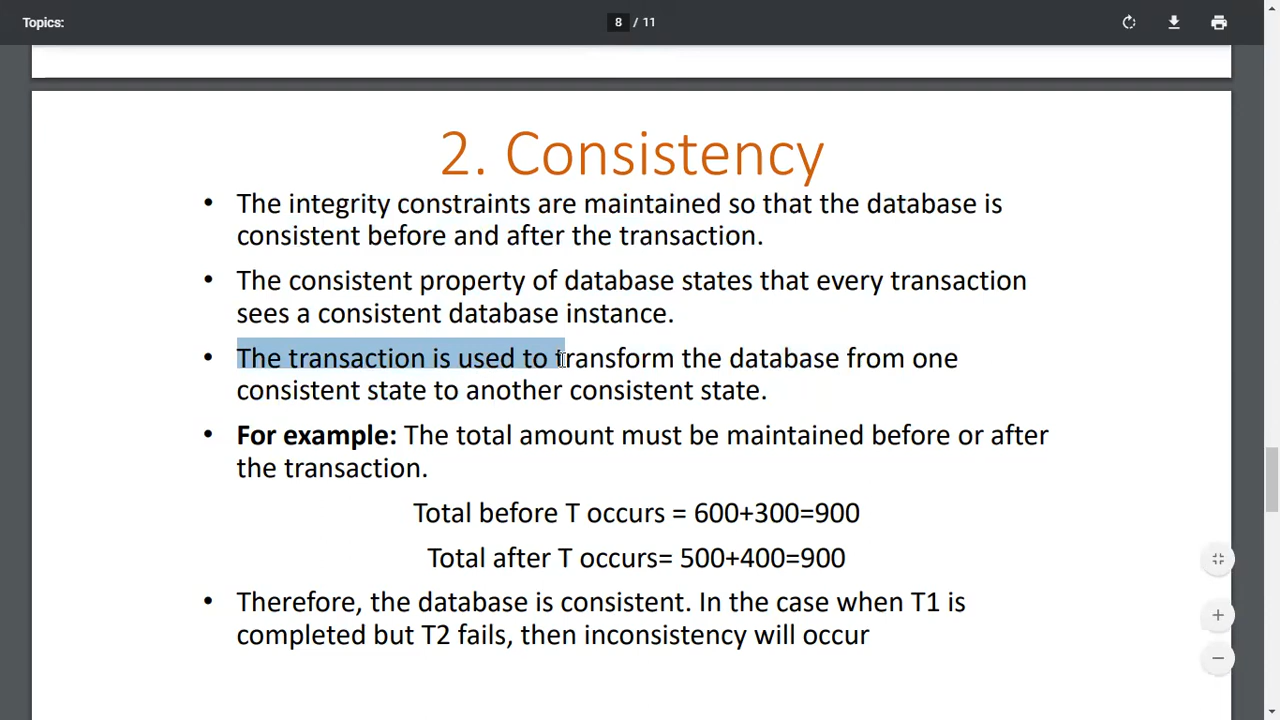 Topics:
8 / 11
2. Consistency
• The integrity constraints are maintained so that the database is
consistent before and after the transaction.
• The consistent property of database states that every transaction
sees a consistent database instance.
• The transaction is used to transform the database from one
consistent state to another consistent state.
• For example: The total amount must be maintained before or after
the transaction.
Total before T occurs = 600+300=900
Total after T occurs= 500+400=900
• Therefore, the database is consistent. In the case when T1 is
completed but T2 fails, then inconsistency will occur